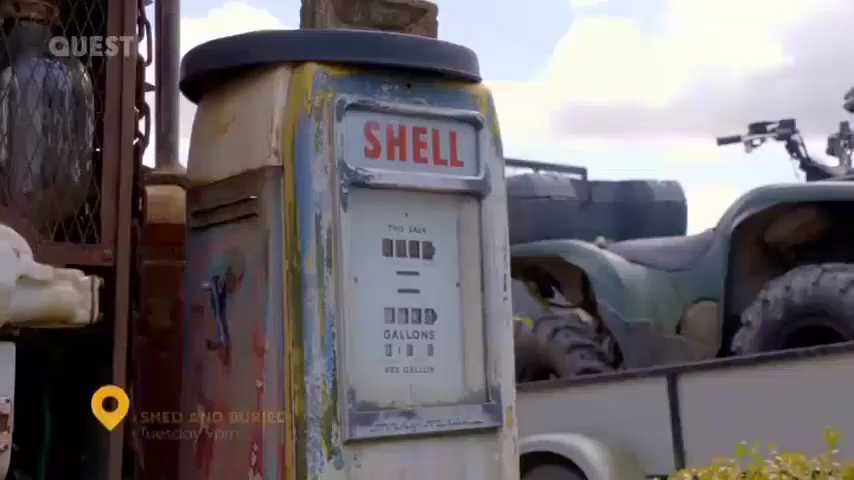 QUEST
SHELL
THIS SALE
GALLONS
PER GALLON
SHED AND BURIED
Tuesday 9pm